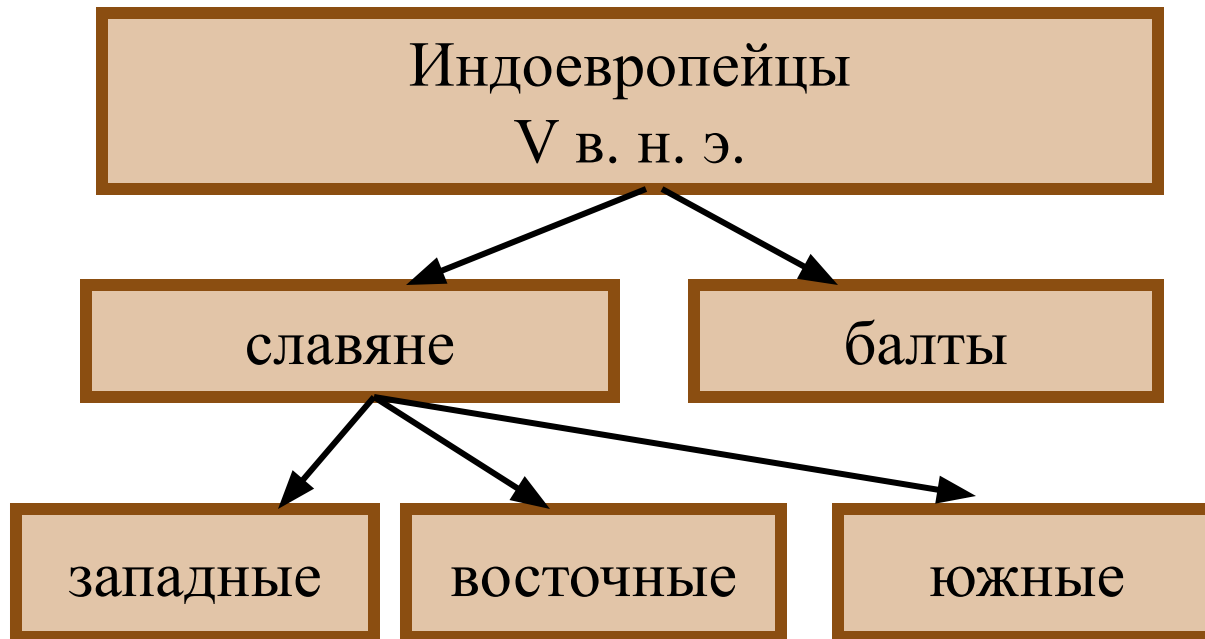 Индоевропейцы
V в. н. э.
славяне
балты
западные
восточные
южные